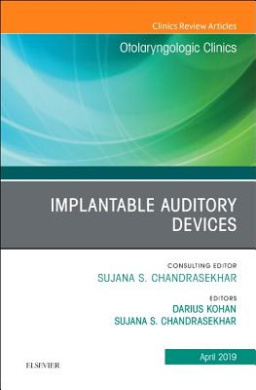 Clinics Review Articles
Otolaryngologic Clinics
IMPLANTABLE AUDITORY
DEVICES
CONSULTING EDITOR
SUJANA S. CHANDRASEKHAR
EDITORS
DARIUS KOHAN
SUJANA S. CHANDRASEKHAR
ELSEVIER
April 2019